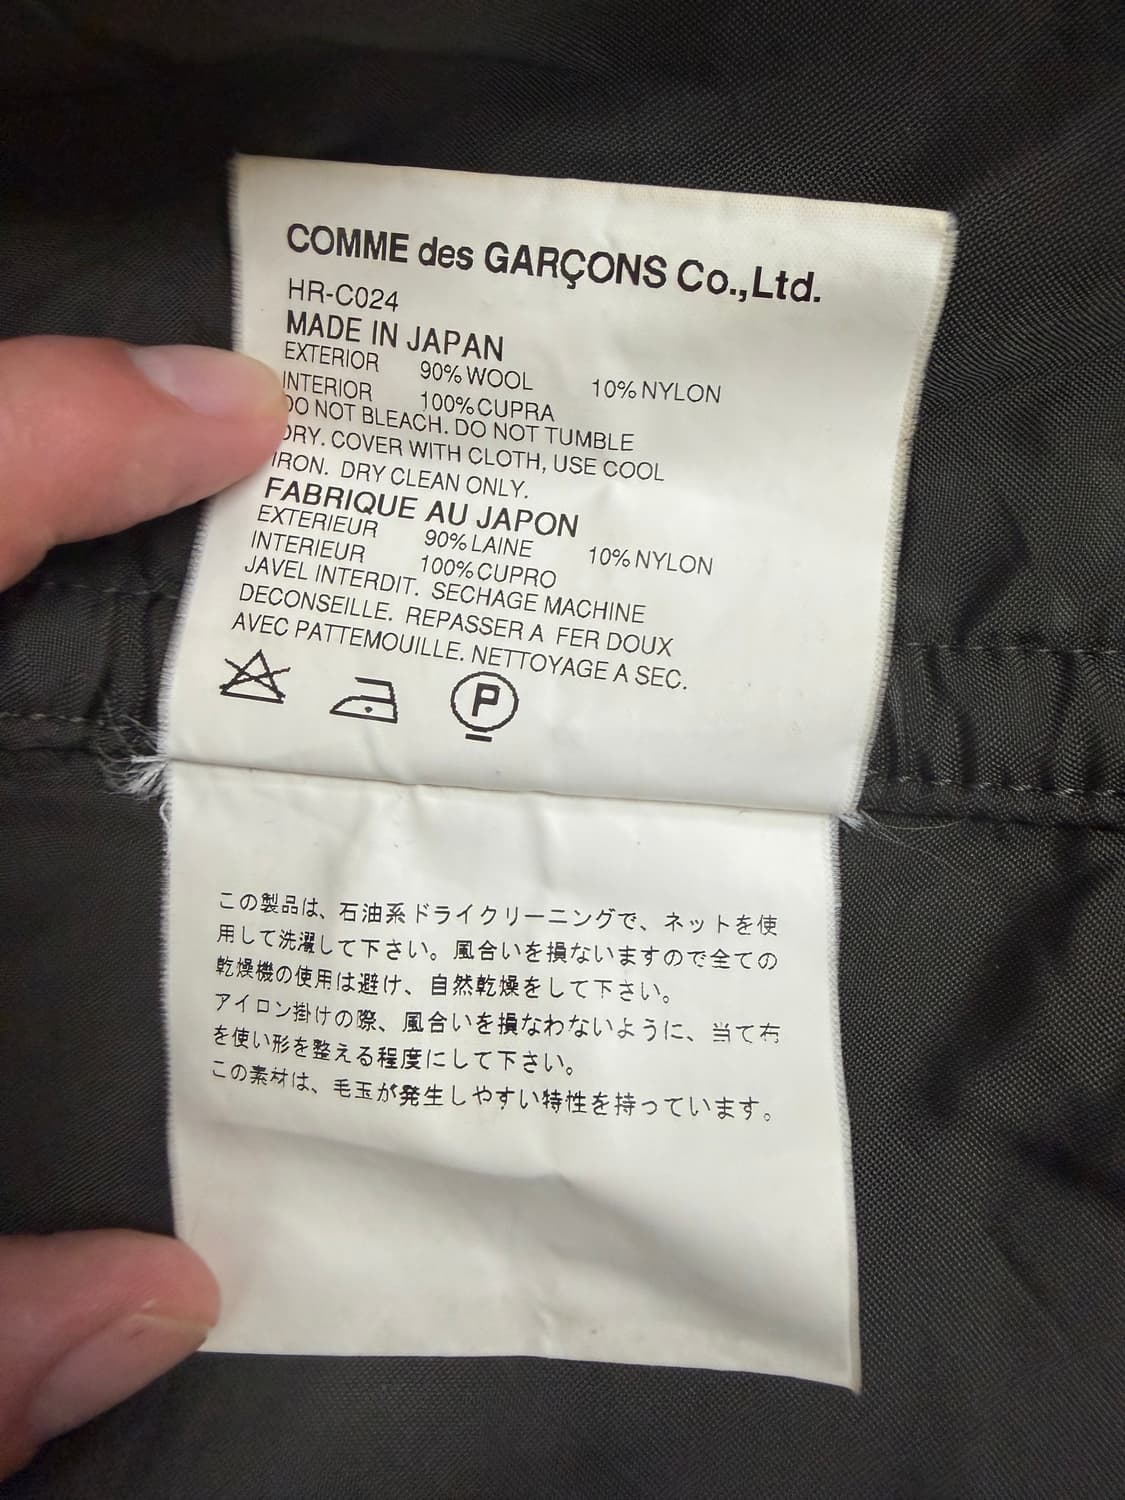 COMME des GARÇONS Co.,Ltd.
HR-C024
MADE IN JAPAN
EXTERIOR 90% WOOL 10% NYLON
INTERIOR 100% CUPRA
DO NOT BLEACH. DO NOT TUMBLE
DRY. COVER WITH CLOTH, USE COOL
IRON. DRY CLEAN ONLY.
FABRIQUE AU JAPON
EXTERIEUR 90% LAINE 10% NYLON
INTERIEUR 100% CUPRO
JAVEL INTERDIT. SECHAGE MACHINE
DECONSEILLE. REPASSER A FER DOUX
AVEC PATTEMOUILLE. NETTOYAGE A SEC.
P
この製品は、石油系ドライクリーニングで、ネットを使
用して洗濯して下さい。風合いを損ないますので全ての
乾燥機の使用は避け、自然乾燥をして下さい。
アイロン掛けの際、風合いを損なわないように、当て布
を使い形を整える程度にして下さい。
この素材は、毛玉が発生しやすい特性を持っています。